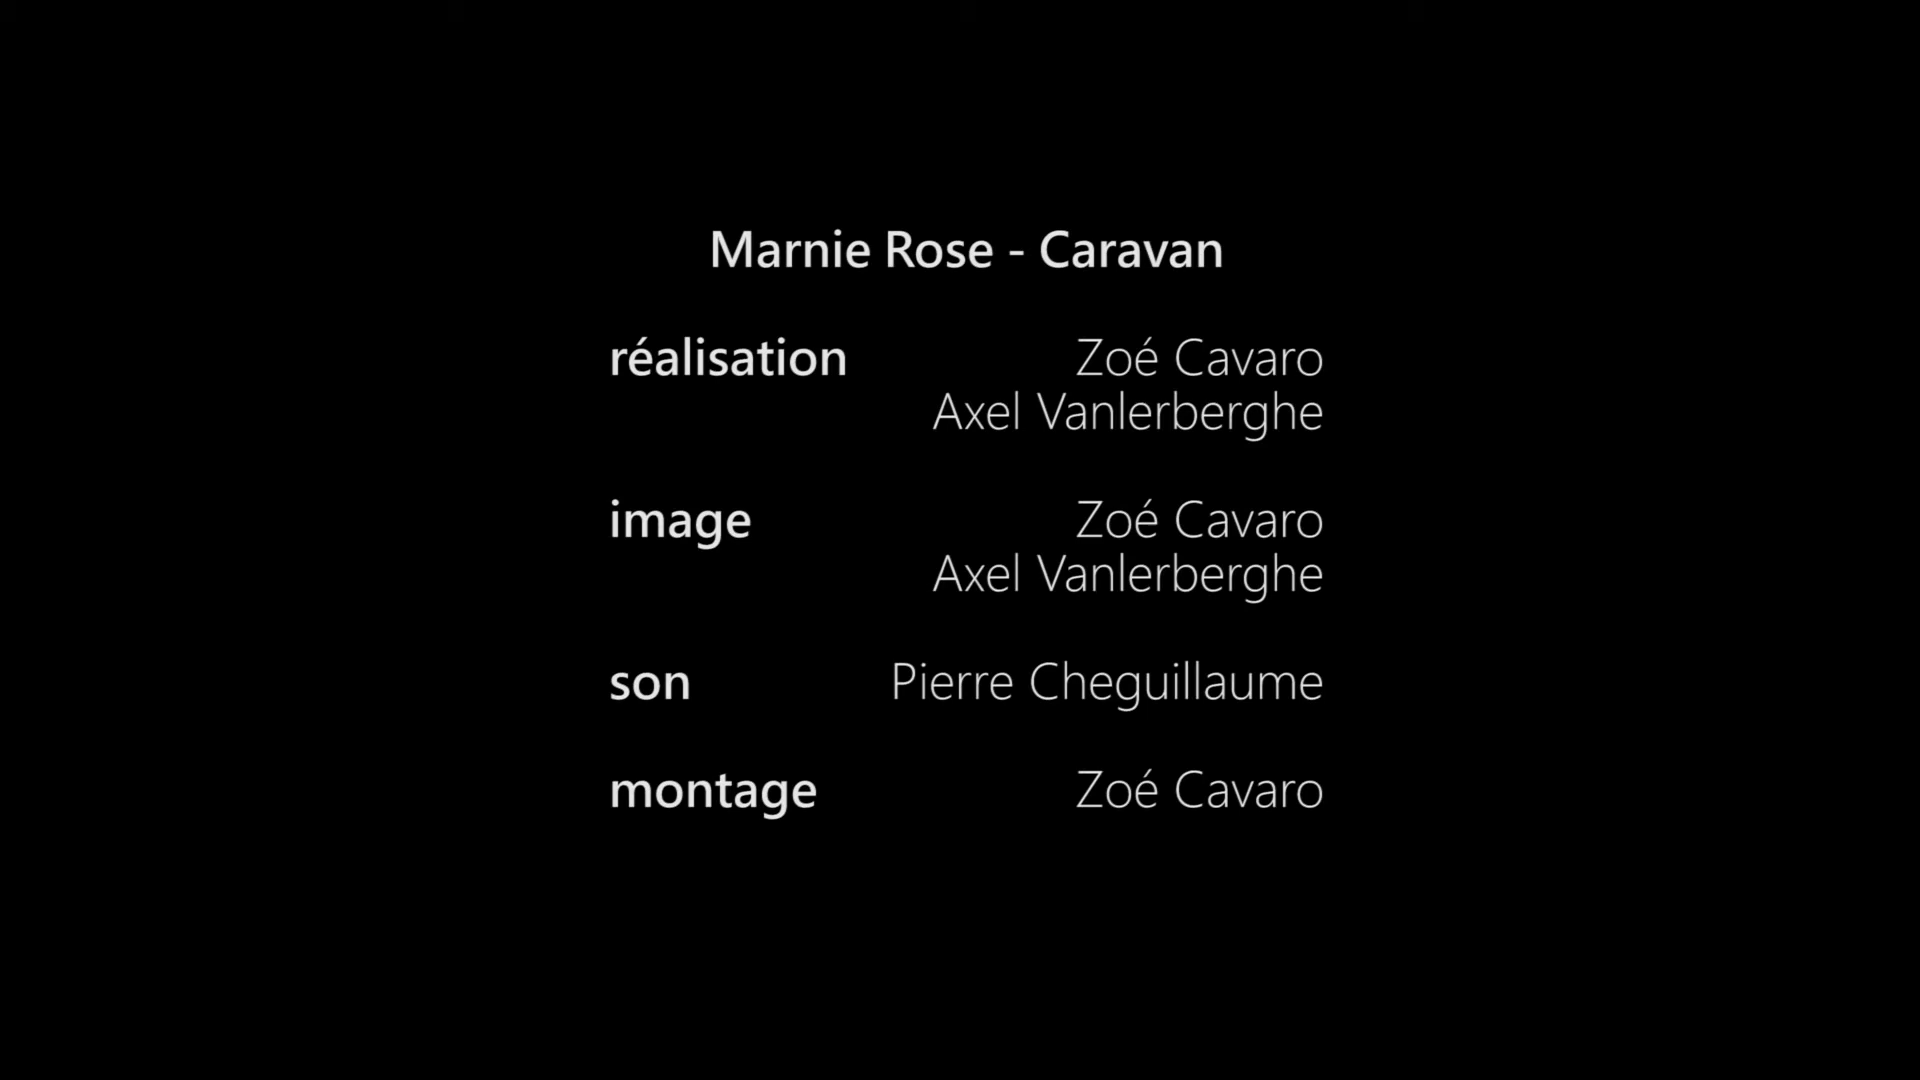 Marnie Rose - Caravan
réalisation Zoé Cavaro
Axel Vanlerberghe
image Zoé Cavaro
Axel Vanlerberghe
son Pierre Cheguillaume
montage Zoé Cavaro